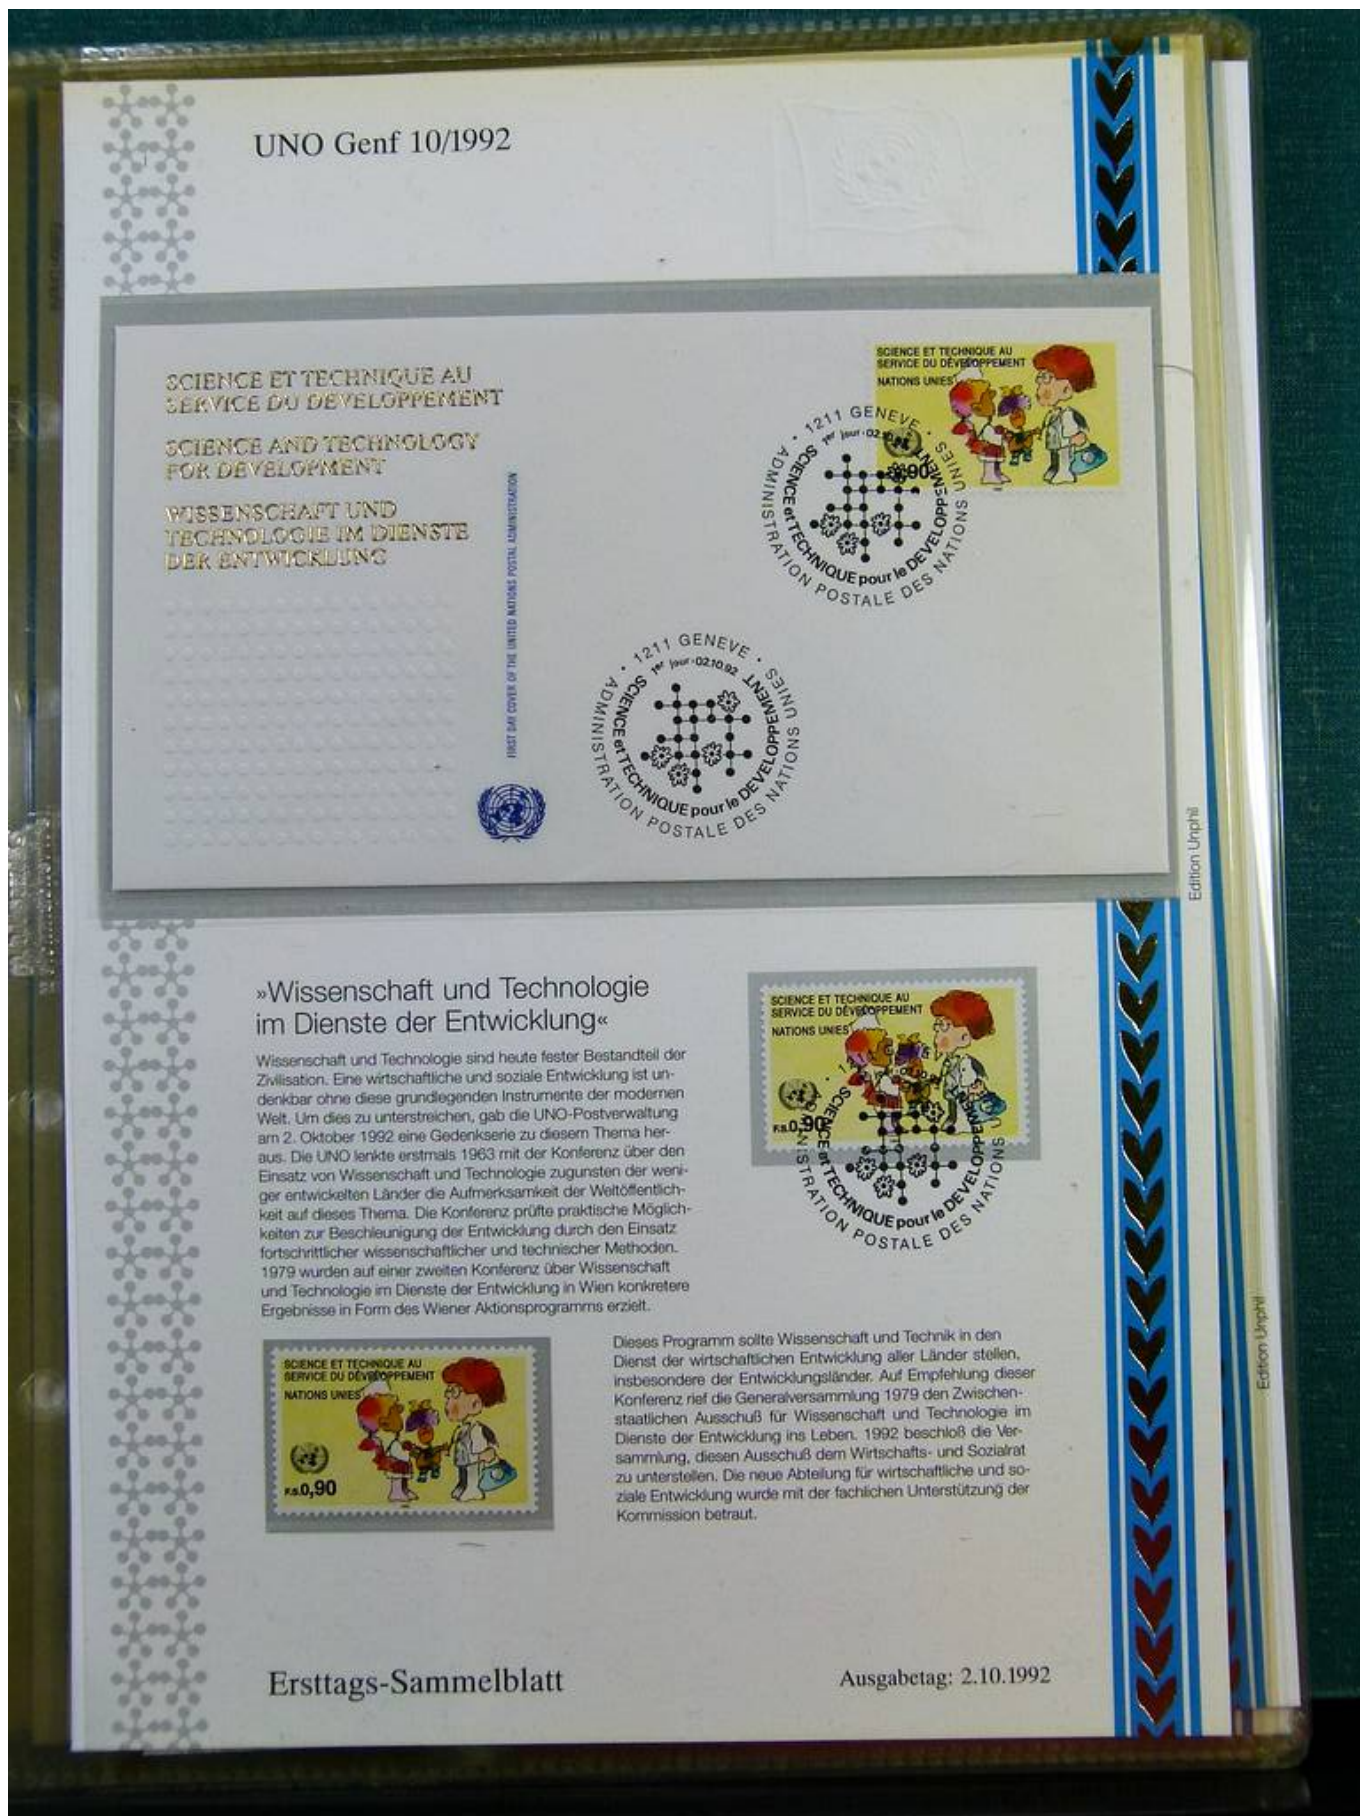 UNO Genf 10/1992
SCIENCE ET TECHNIQUE AU
SERVICE DU DEVELOPPEMENT
SCIENCE AND TECHNOLOGY
FOR DEVELOPMENT
WISSENSCHAFT UND
TECHNOLOGIE IM DIENSTE
DER ENTWICKLUNG
FIRST DAY COVER OF THE UNITED NATIONS POSTAL ADMINISTRATION
SCIENCE ET TECHNIQUE AU
SERVICE DU DÉVELOPPEMENT
NATIONS UNIES
0,90
1211 GENEVE
1er jour-02.10
SCIENCE et TECHNIQUE pour le DEVELOPPEMENT
ADMINISTRATION POSTALE DES NATIONS UNIES
1211 GENEVE
1er jour-02.10.92
SCIENCE et TECHNIQUE pour le DEVELOPPEMENT
ADMINISTRATION POSTALE DES NATIONS UNIES
Edition Unphil
»Wissenschaft und Technologie
im Dienste der Entwicklung«
Wissenschaft und Technologie sind heute fester Bestandteil der
Zivilisation. Eine wirtschaftliche und soziale Entwicklung ist un-
denkbar ohne diese grundlegenden Instrumente der modernen
Welt. Um dies zu unterstreichen, gab die UNO-Postverwaltung
am 2. Oktober 1992 eine Gedenkserie zu diesem Thema her-
aus. Die UNO lenkte erstmals 1963 mit der Konferenz über den
Einsatz von Wissenschaft und Technologie zugunsten der weni-
ger entwickelten Länder die Aufmerksamkeit der Weltöffentlich-
keit auf dieses Thema. Die Konferenz prüfte praktische Möglich-
keiten zur Beschleunigung der Entwicklung durch den Einsatz
fortschrittlicher wissenschaftlicher und technischer Methoden.
1979 wurden auf einer zweiten Konferenz über Wissenschaft
und Technologie im Dienste der Entwicklung in Wien konkretere
Ergebnisse in Form des Wiener Aktionsprogramms erzielt.
SCIENCE ET TECHNIQUE AU
SERVICE DU DÉVELOPPEMENT
NATIONS UNIES
F.S.0,90
SCIENCE et TECHNIQUE pour le DEVELOPPEMENT
POSTALE DES NATIONS
SCIENCE ET TECHNIQUE AU
SERVICE DU DÉVELOPPEMENT
NATIONS UNIES
F.S.0,90
Dieses Programm sollte Wissenschaft und Technik in den
Dienst der wirtschaftlichen Entwicklung aller Länder stellen,
insbesondere der Entwicklungsländer. Auf Empfehlung dieser
Konferenz rief die Generalversammlung 1979 den Zwischen-
staatlichen Ausschuß für Wissenschaft und Technologie im
Dienste der Entwicklung ins Leben. 1992 beschloß die Ver-
sammlung, diesen Ausschuß dem Wirtschafts- und Sozialrat
zu unterstellen. Die neue Abteilung für wirtschaftliche und so-
ziale Entwicklung wurde mit der fachlichen Unterstützung der
Kommission betraut.
Edition Unphil
Ersttags-Sammelblatt
Ausgabetag: 2.10.1992